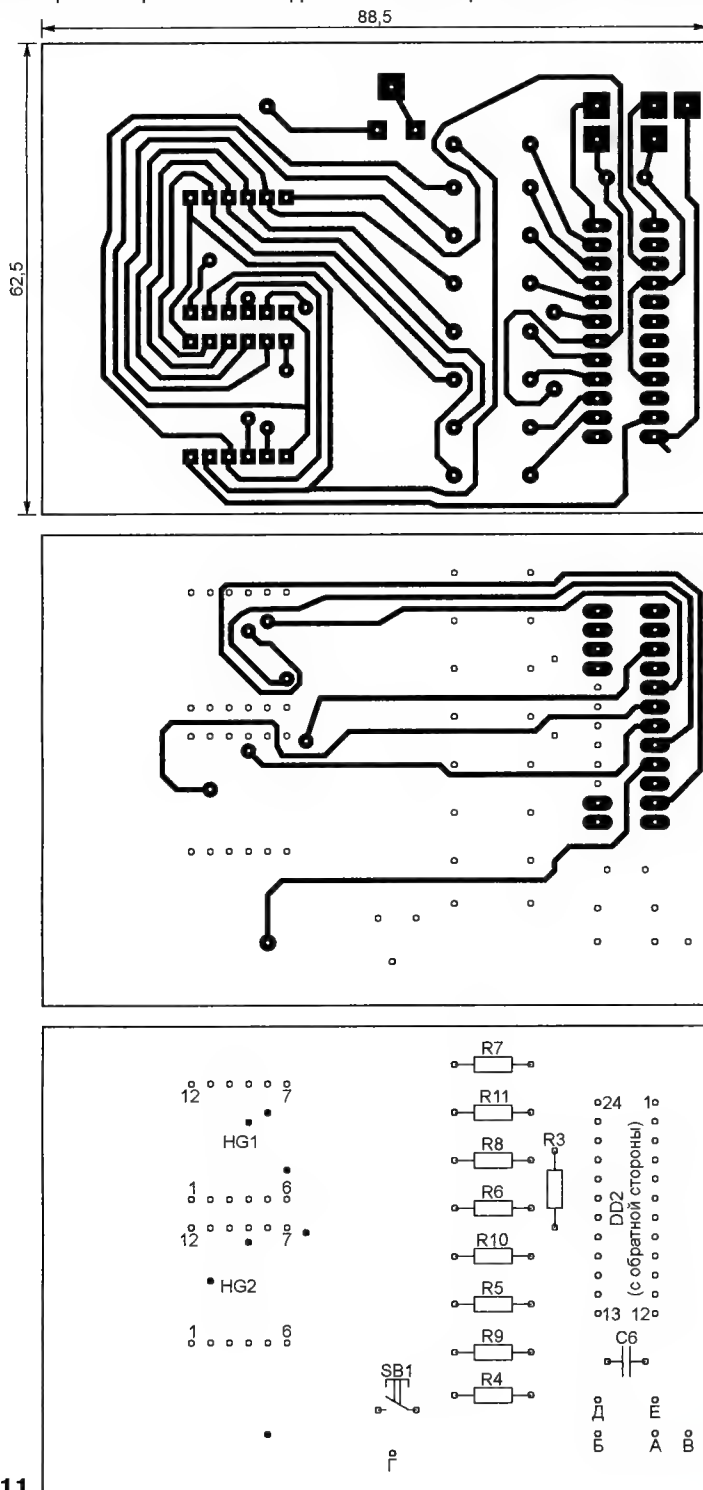 88,5
62,5
R7
12 7
R11
24 1
HG1
R8 R3
1 6
R6
DD2
(с обратной стороны)
12 7
R10
HG2
R5
1 6
13 12
R9
C6
SB1
R4
Д Е
Г
Б А В
11